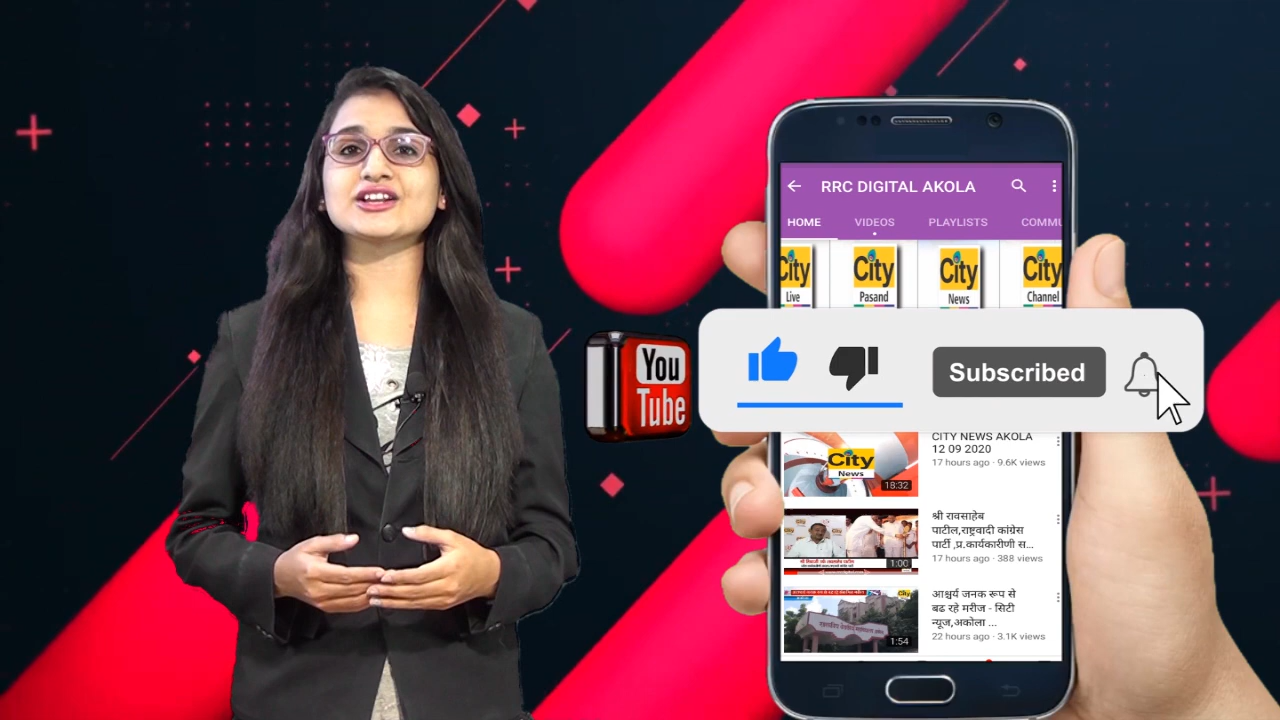 RRC DIGITAL AKOLA
HOME VIDEOS PLAYLISTS COMMU
City City City City
Live Pasand News Channel
You
Tube
Subscribed
CITY NEWS AKOLA
12 09 2020
17 hours ago · 9.6K views
City
News
18:32
श्री रावसाहेब
पाटील,राष्ट्रवादी कांग्रेस
पार्टी ,प्र.कार्यकारीणी स...
17 hours ago · 388 views
1:00
आश्चर्य जनक रूप से
बढ रहे मरीज - सिटी
न्यूज,अकोला ...
22 hours ago · 3.1K views
City
1:54